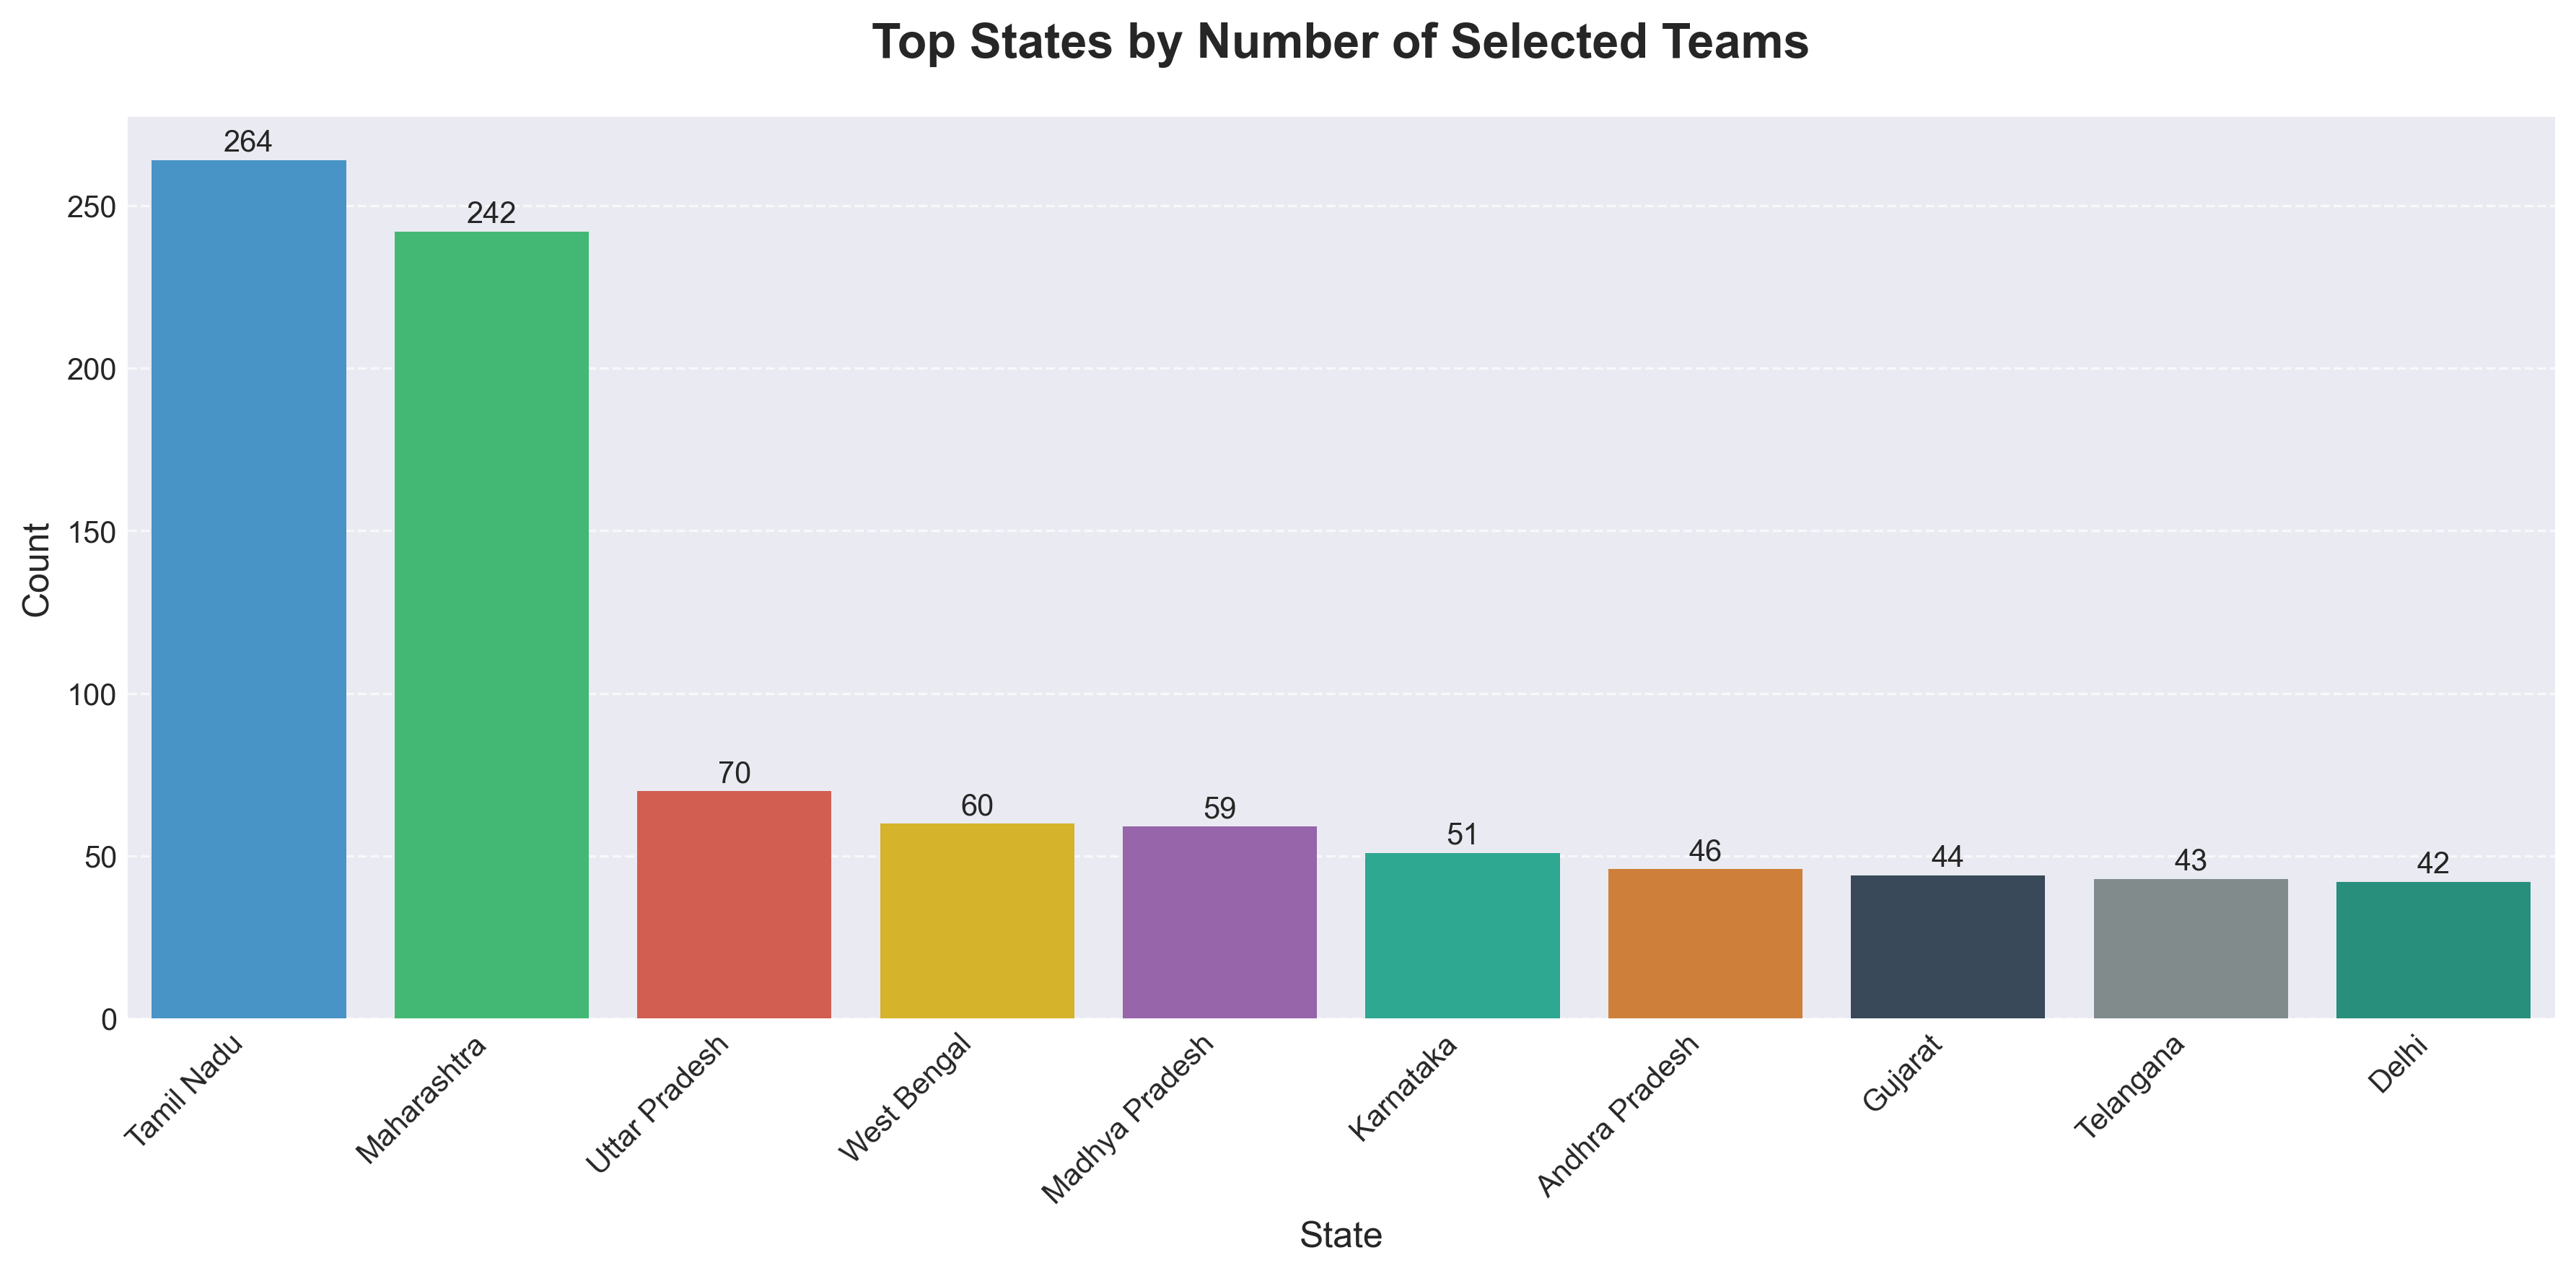 Top States by Number of Selected Teams
Count
250
200
150
100
50
0
264
242
70
60
59
51
46
44
43
42
Tamil Nadu
Maharashtra
Uttar Pradesh
West Bengal
Madhya Pradesh
Karnataka
Andhra Pradesh
Gujarat
Telangana
Delhi
State